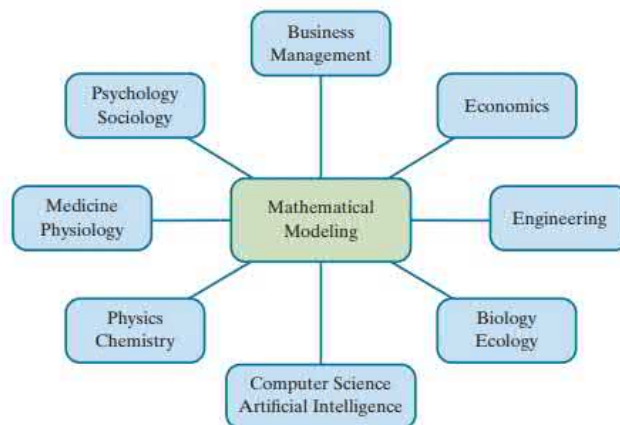 Business
Management
Psychology
Sociology
Economics
Medicine
Physiology
Mathematical
Modeling
Engineering
Physics
Chemistry
Biology
Ecology
Computer Science
Artificial Intelligence